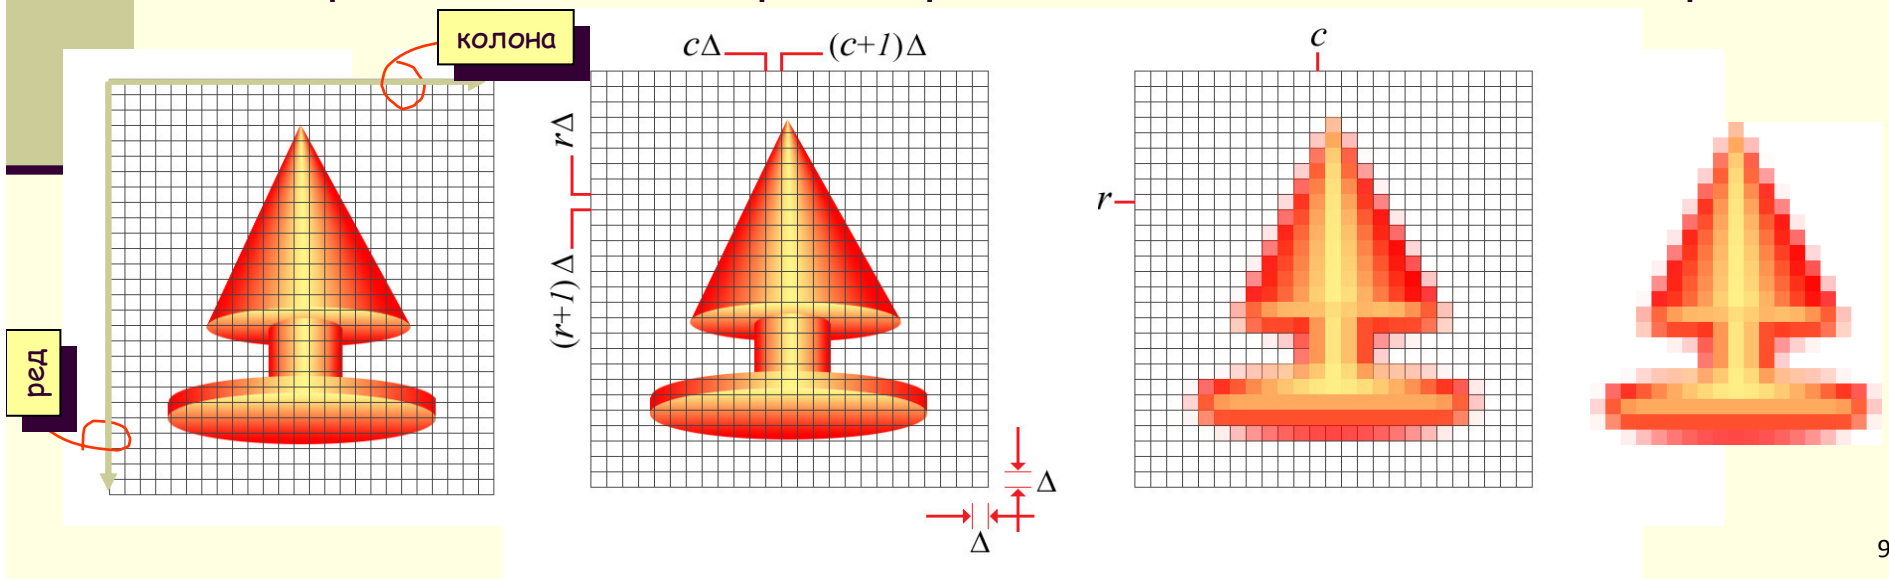 колона
ред
cΔ
(c+1)Δ
rΔ
(r+1)Δ
Δ
Δ
c
r
9